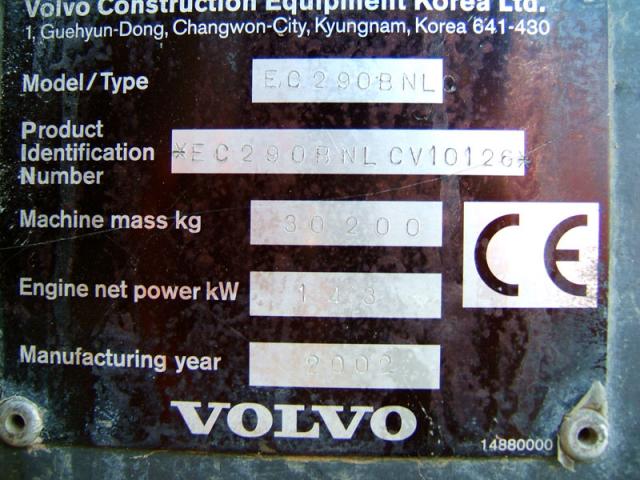 Volvo Construction Equipment Korea Ltd.
1, Guehyun-Dong, Changwon-City, Kyungnam, Korea 641-430
Model/Type EC290BNLC
Product Identification Number *EC290BNLCV10126*
Machine mass kg 30200
CE
Engine net power kW 143
Manufacturing year 2002
VOLVO
14880000